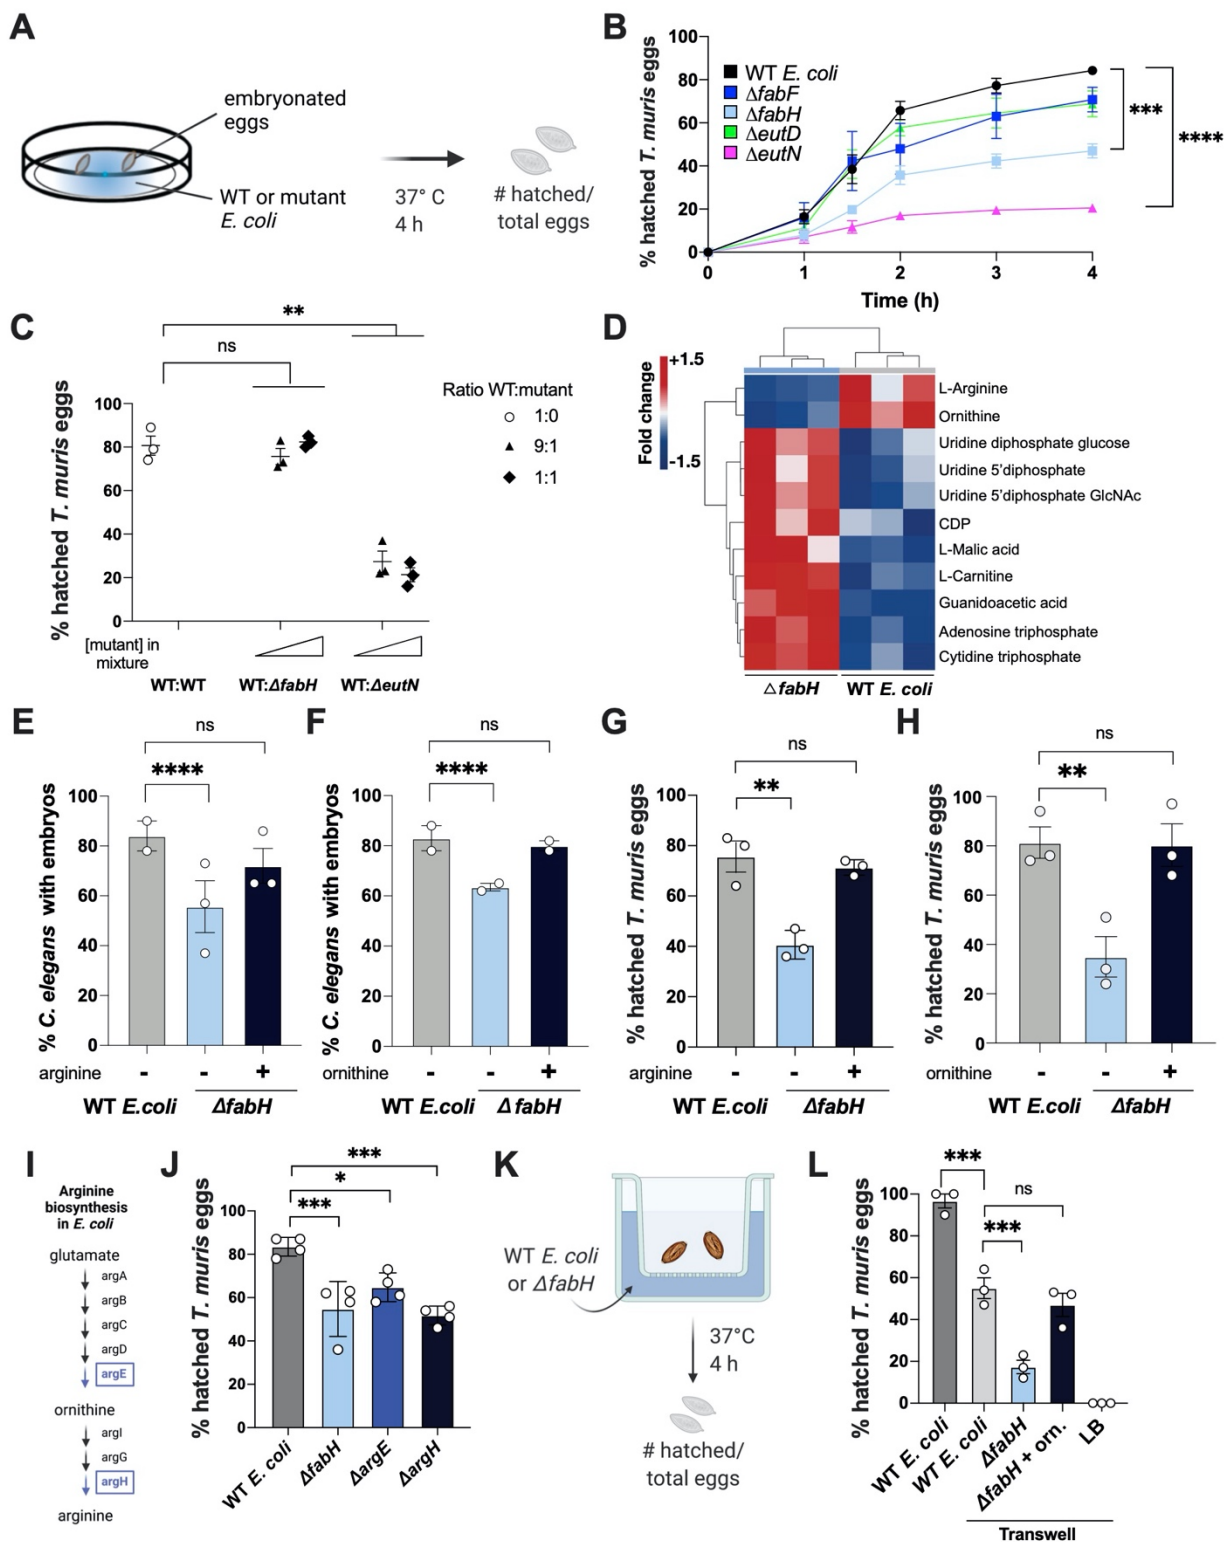 A
embryonated
eggs
WT or mutant
E. coli
37° C
4 h
# hatched/
total eggs
B
% hatched T. muris eggs
100
80
60
40
20
0
WT E. coli
ΔfabF
ΔfabH
ΔeutD
ΔeutN
***
****
0
1
2
3
4
Time (h)
C
**
ns
% hatched T. muris eggs
100
80
60
40
20
0
Ratio WT:mutant
1:0
9:1
1:1
[mutant] in
mixture
WT:WT
WT:ΔfabH
WT:ΔeutN
D
Fold change
+1.5
-1.5
L-Arginine
Ornithine
Uridine diphosphate glucose
Uridine 5'diphosphate
Uridine 5'diphosphate GlcNAc
CDP
L-Malic acid
L-Carnitine
Guanidoacetic acid
Adenosine triphosphate
Cytidine triphosphate
△fabH
WT E. coli
E
ns
****
% C. elegans with embryos
100
80
60
40
20
0
arginine
- - +
WT E.coli
ΔfabH
F
ns
****
% C. elegans with embryos
100
80
60
40
20
0
ornithine
- - +
WT E.coli
ΔfabH
G
ns
**
% hatched T. muris eggs
100
80
60
40
20
0
arginine
- - +
WT E.coli
ΔfabH
H
ns
**
% hatched T. muris eggs
100
80
60
40
20
0
ornithine
- - +
WT E.coli
ΔfabH
I
Arginine
biosynthesis
in E. coli
glutamate
argA
argB
argC
argD
argE
ornithine
argI
argG
argH
arginine
J
***
*
***
% hatched T. muris eggs
100
80
60
40
20
0
WT E. coli
ΔfabH
ΔargE
ΔargH
K
WT E. coli
or ΔfabH
37°C
4 h
# hatched/
total eggs
L
***
ns
***
% hatched T. muris eggs
100
80
60
40
20
0
WT E. coli
WT E. coli
ΔfabH
ΔfabH + orn.
LB
Transwell